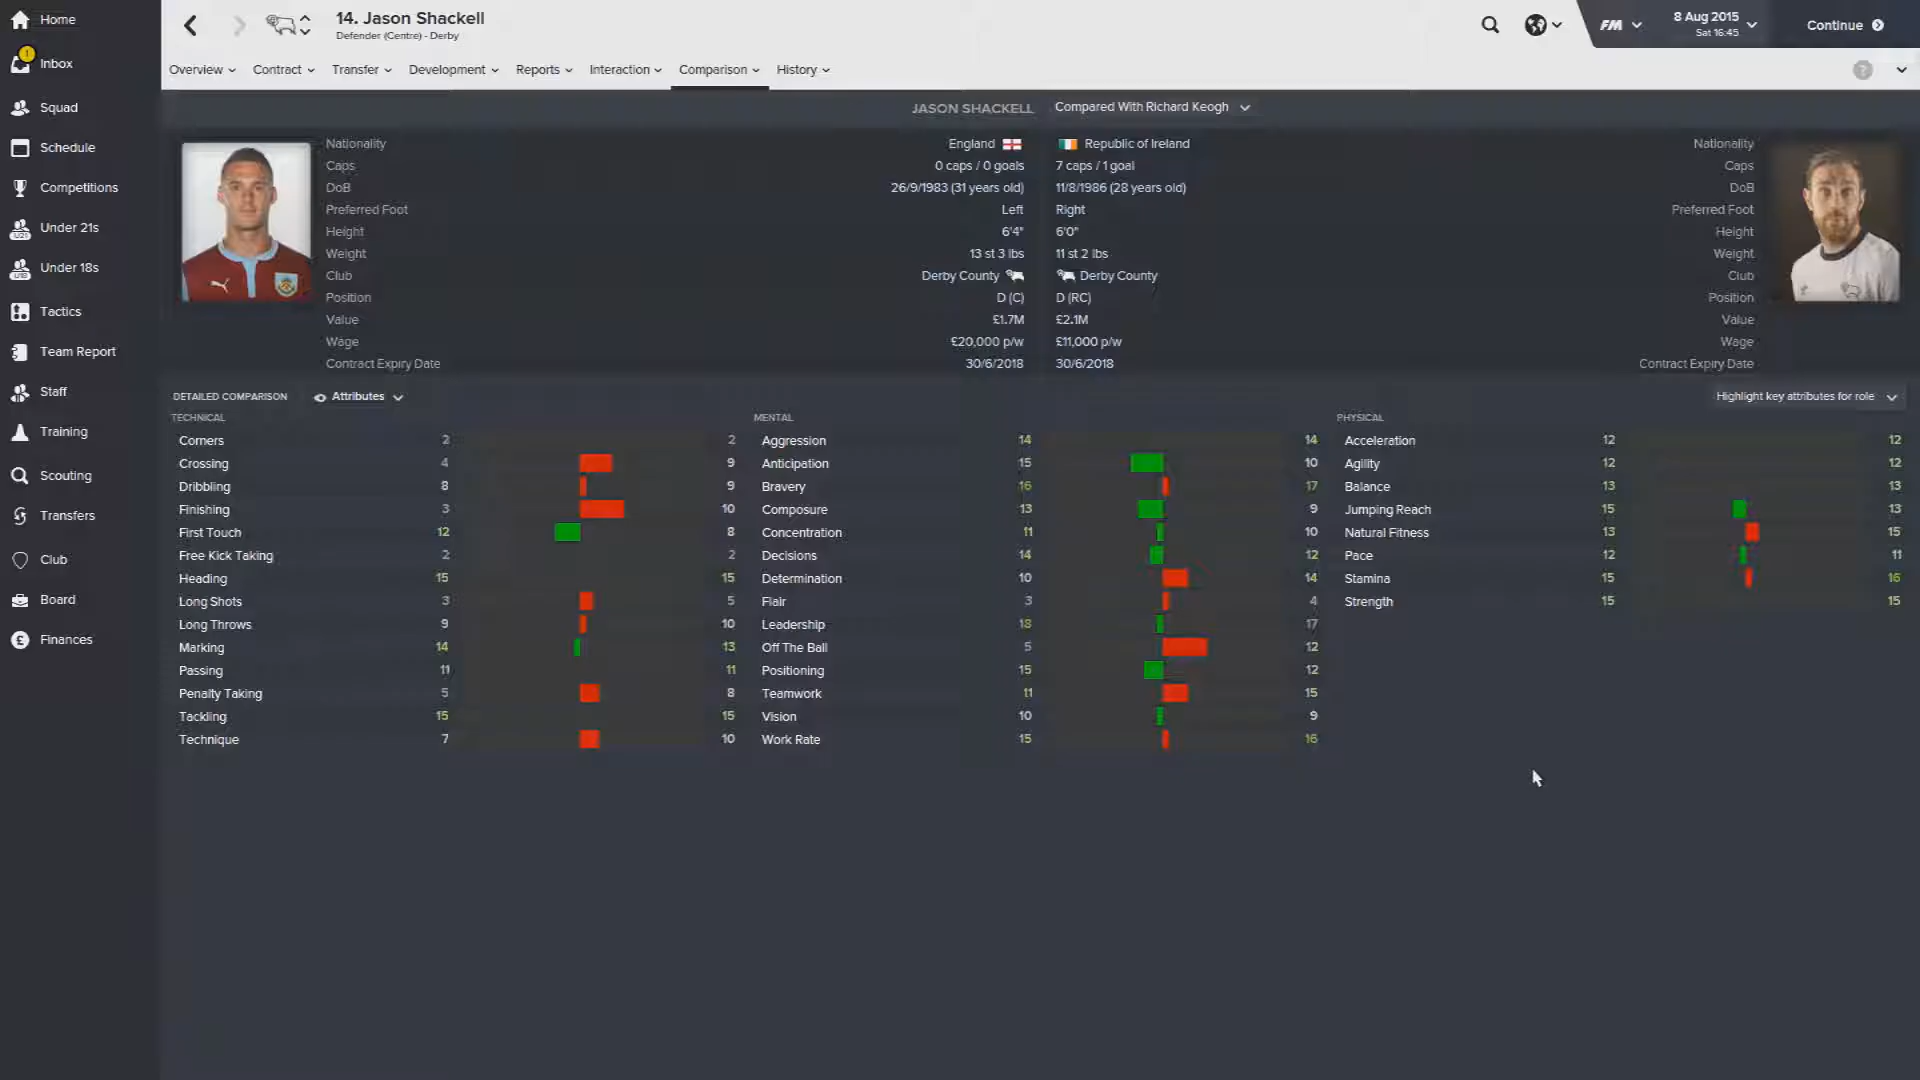 Home
Inbox
Squad
Schedule
Competitions
Under 21s
Under 18s
Tactics
Team Report
Staff
Training
Scouting
Transfers
Club
Board
Finances
14. Jason Shackell
Defender (Centre) - Derby
FM
8 Aug 2015
Sat 16:45
Continue
Overview Contract Transfer Development Reports Interaction Comparison History
JASON SHACKELL Compared With Richard Keogh
Nationality England Republic of Ireland Nationality
Caps 0 caps / 0 goals 7 caps / 1 goal Caps
DoB 26/9/1983 (31 years old) 11/8/1986 (28 years old) DoB
Preferred Foot Left Right Preferred Foot
Height 6'4" 6'0" Height
Weight 13 st 3 lbs 11 st 2 lbs Weight
Club Derby County Derby County Club
Position D (C) D (RC) Position
Value £1.7M £2.1M Value
Wage £20,000 p/w £11,000 p/w Wage
Contract Expiry Date 30/6/2018 30/6/2018 Contract Expiry Date
DETAILED COMPARISON Attributes Highlight key attributes for role
TECHNICAL
Corners 2 2
Crossing 4 9
Dribbling 8 9
Finishing 3 10
First Touch 12 8
Free Kick Taking 2 2
Heading 15 15
Long Shots 3 5
Long Throws 9 10
Marking 14 13
Passing 11 11
Penalty Taking 5 8
Tackling 15 15
Technique 7 10
MENTAL
Aggression 14 14
Anticipation 15 10
Bravery 16 17
Composure 13 9
Concentration 11 10
Decisions 14 12
Determination 10 14
Flair 3 4
Leadership 18 17
Off The Ball 5 12
Positioning 15 12
Teamwork 11 15
Vision 10 9
Work Rate 15 16
PHYSICAL
Acceleration 12 12
Agility 12 12
Balance 13 13
Jumping Reach 15 13
Natural Fitness 13 15
Pace 12 11
Stamina 15 16
Strength 15 15